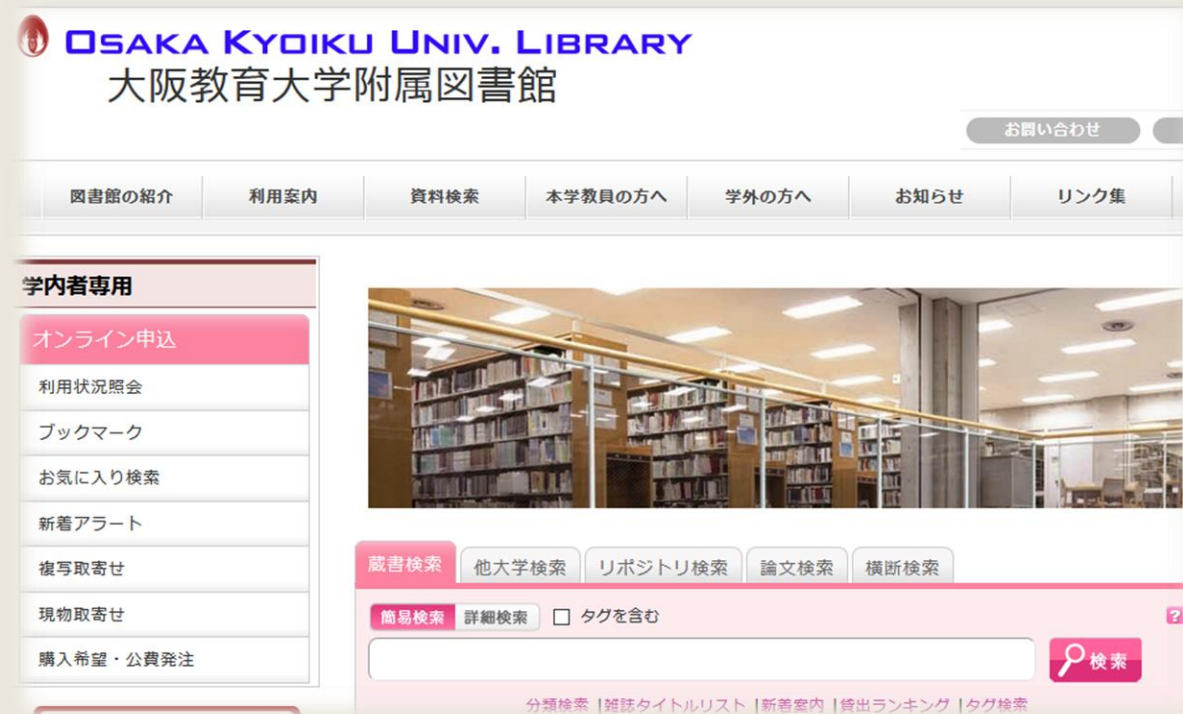 OSAKA KYOIKU UNIV. LIBRARY
大阪教育大学附属図書館
お問い合わせ
図書館の紹介 利用案内 資料検索 本学教員の方へ 学外の方へ お知らせ リンク集
学内者専用
オンライン申込
利用状況照会
ブックマーク
お気に入り検索
新着アラート
複写取寄せ
現物取寄せ
購入希望・公費発注
蔵書検索 他大学検索 リポジトリ検索 論文検索 横断検索
簡易検索 詳細検索 タグを含む ?
検索
分類検索 |雑誌タイトルリスト |新着案内 |貸出ランキング |タグ検索